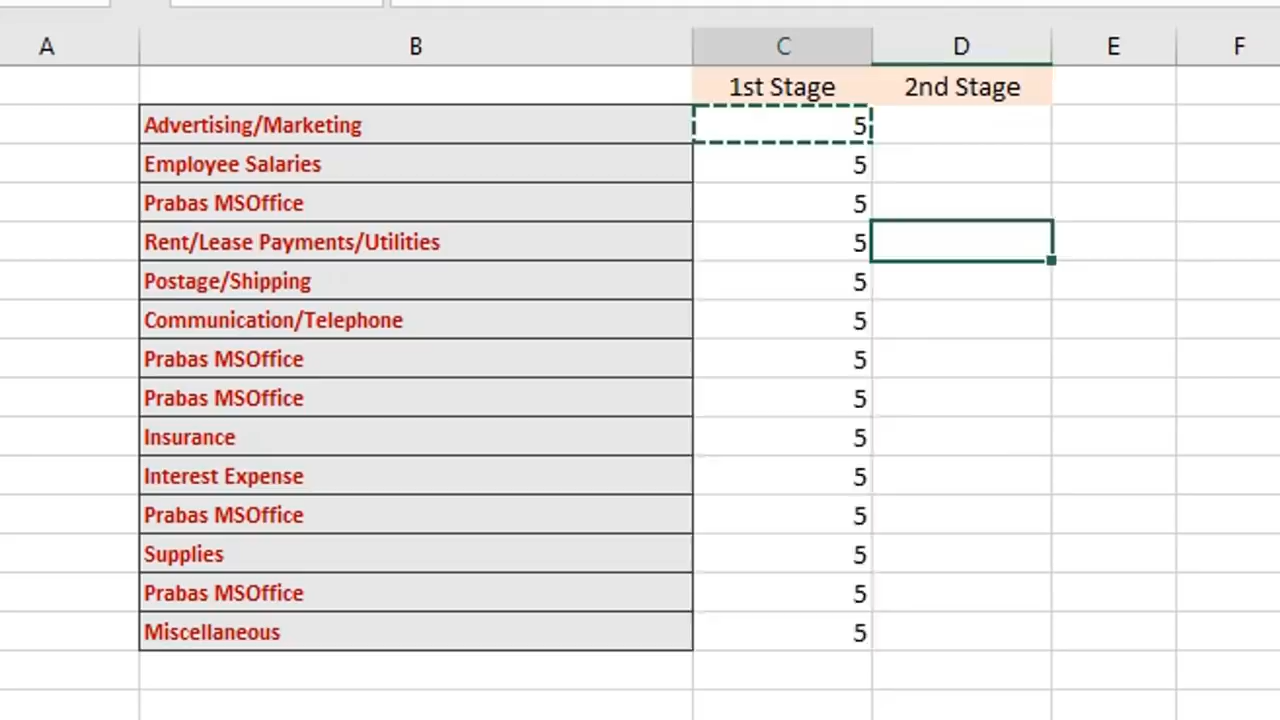 A B C D E F
1st Stage 2nd Stage
Advertising/Marketing 5
Employee Salaries 5
Prabas MSOffice 5
Rent/Lease Payments/Utilities 5
Postage/Shipping 5
Communication/Telephone 5
Prabas MSOffice 5
Prabas MSOffice 5
Insurance 5
Interest Expense 5
Prabas MSOffice 5
Supplies 5
Prabas MSOffice 5
Miscellaneous 5